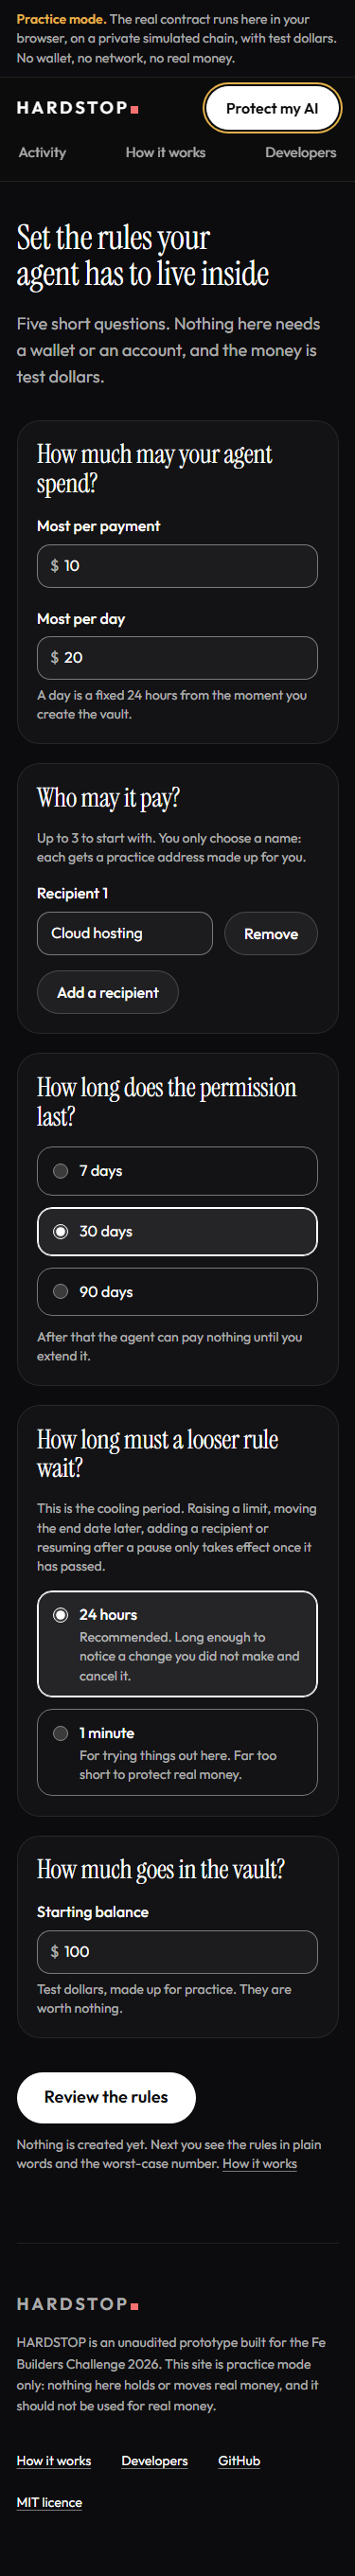 Practice mode. The real contract runs here in your
browser, on a private simulated chain, with test dollars.
No wallet, no network, no real money.
HARDSTOP
Protect my AI
Activity
How it works
Developers
Set the rules your
agent has to live inside
Five short questions. Nothing here needs
a wallet or an account, and the money is
test dollars.
How much may your agent
spend?
Most per payment
$ 10
Most per day
$ 20
A day is a fixed 24 hours from the moment you
create the vault.
Who may it pay?
Up to 3 to start with. You only choose a name:
each gets a practice address made up for you.
Recipient 1
Cloud hosting
Remove
Add a recipient
How long does the permission
last?
7 days
30 days
90 days
After that the agent can pay nothing until you
extend it.
How long must a looser rule
wait?
This is the cooling period. Raising a limit, moving
the end date later, adding a recipient or
resuming after a pause only takes effect once it
has passed.
24 hours
Recommended. Long enough to
notice a change you did not make and
cancel it.
1 minute
For trying things out here. Far too
short to protect real money.
How much goes in the vault?
Starting balance
$ 100
Test dollars, made up for practice. They are
worth nothing.
Review the rules
Nothing is created yet. Next you see the rules in plain
words and the worst-case number. How it works
HARDSTOP
HARDSTOP is an unaudited prototype built for the Fe
Builders Challenge 2026. This site is practice mode
only: nothing here holds or moves real money, and it
should not be used for real money.
How it works
Developers
GitHub
MIT licence